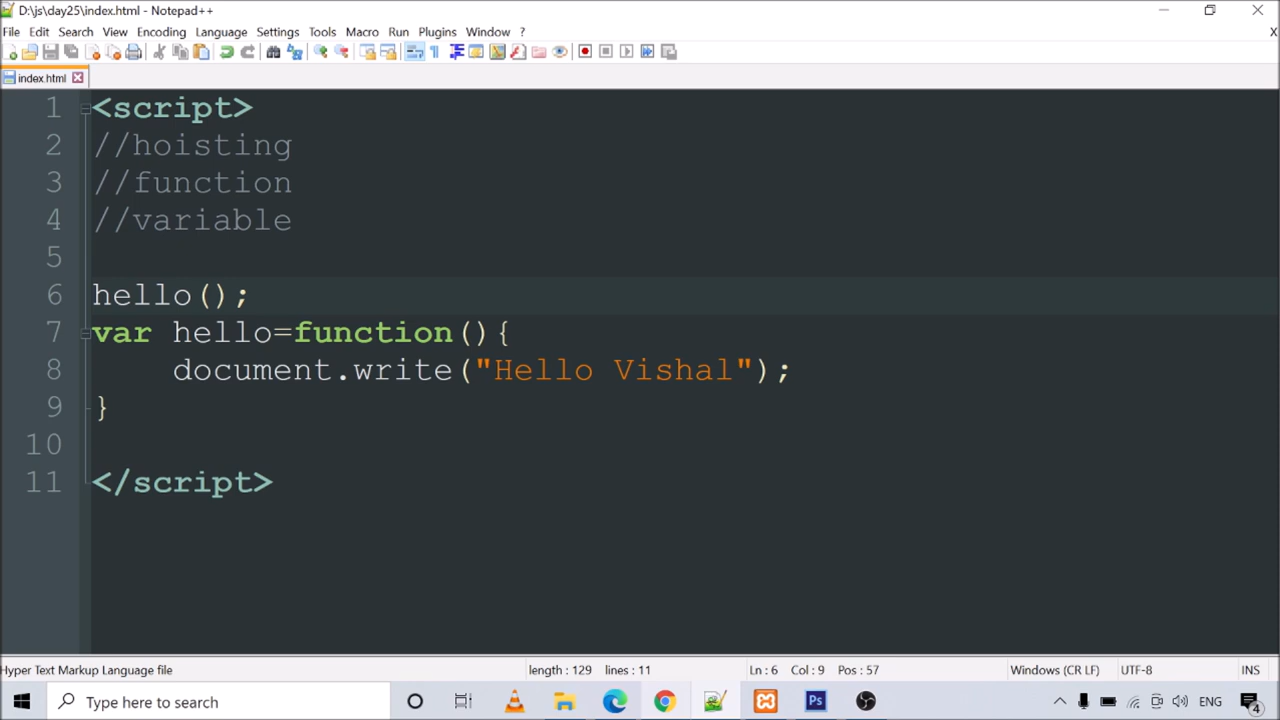 D:\js\day25\index.html - Notepad++
File Edit Search View Encoding Language Settings Tools Macro Run Plugins Window ? X
index.html
1 <script>
2 //hoisting
3 //function
4 //variable
5
6 hello();
7 var hello=function(){
8 document.write("Hello Vishal");
9 }
10
11 </script>
Hyper Text Markup Language file length : 129 lines : 11 Ln : 6 Col : 9 Pos : 57 Windows (CR LF) UTF-8 INS
Type here to search Ps ENG 4